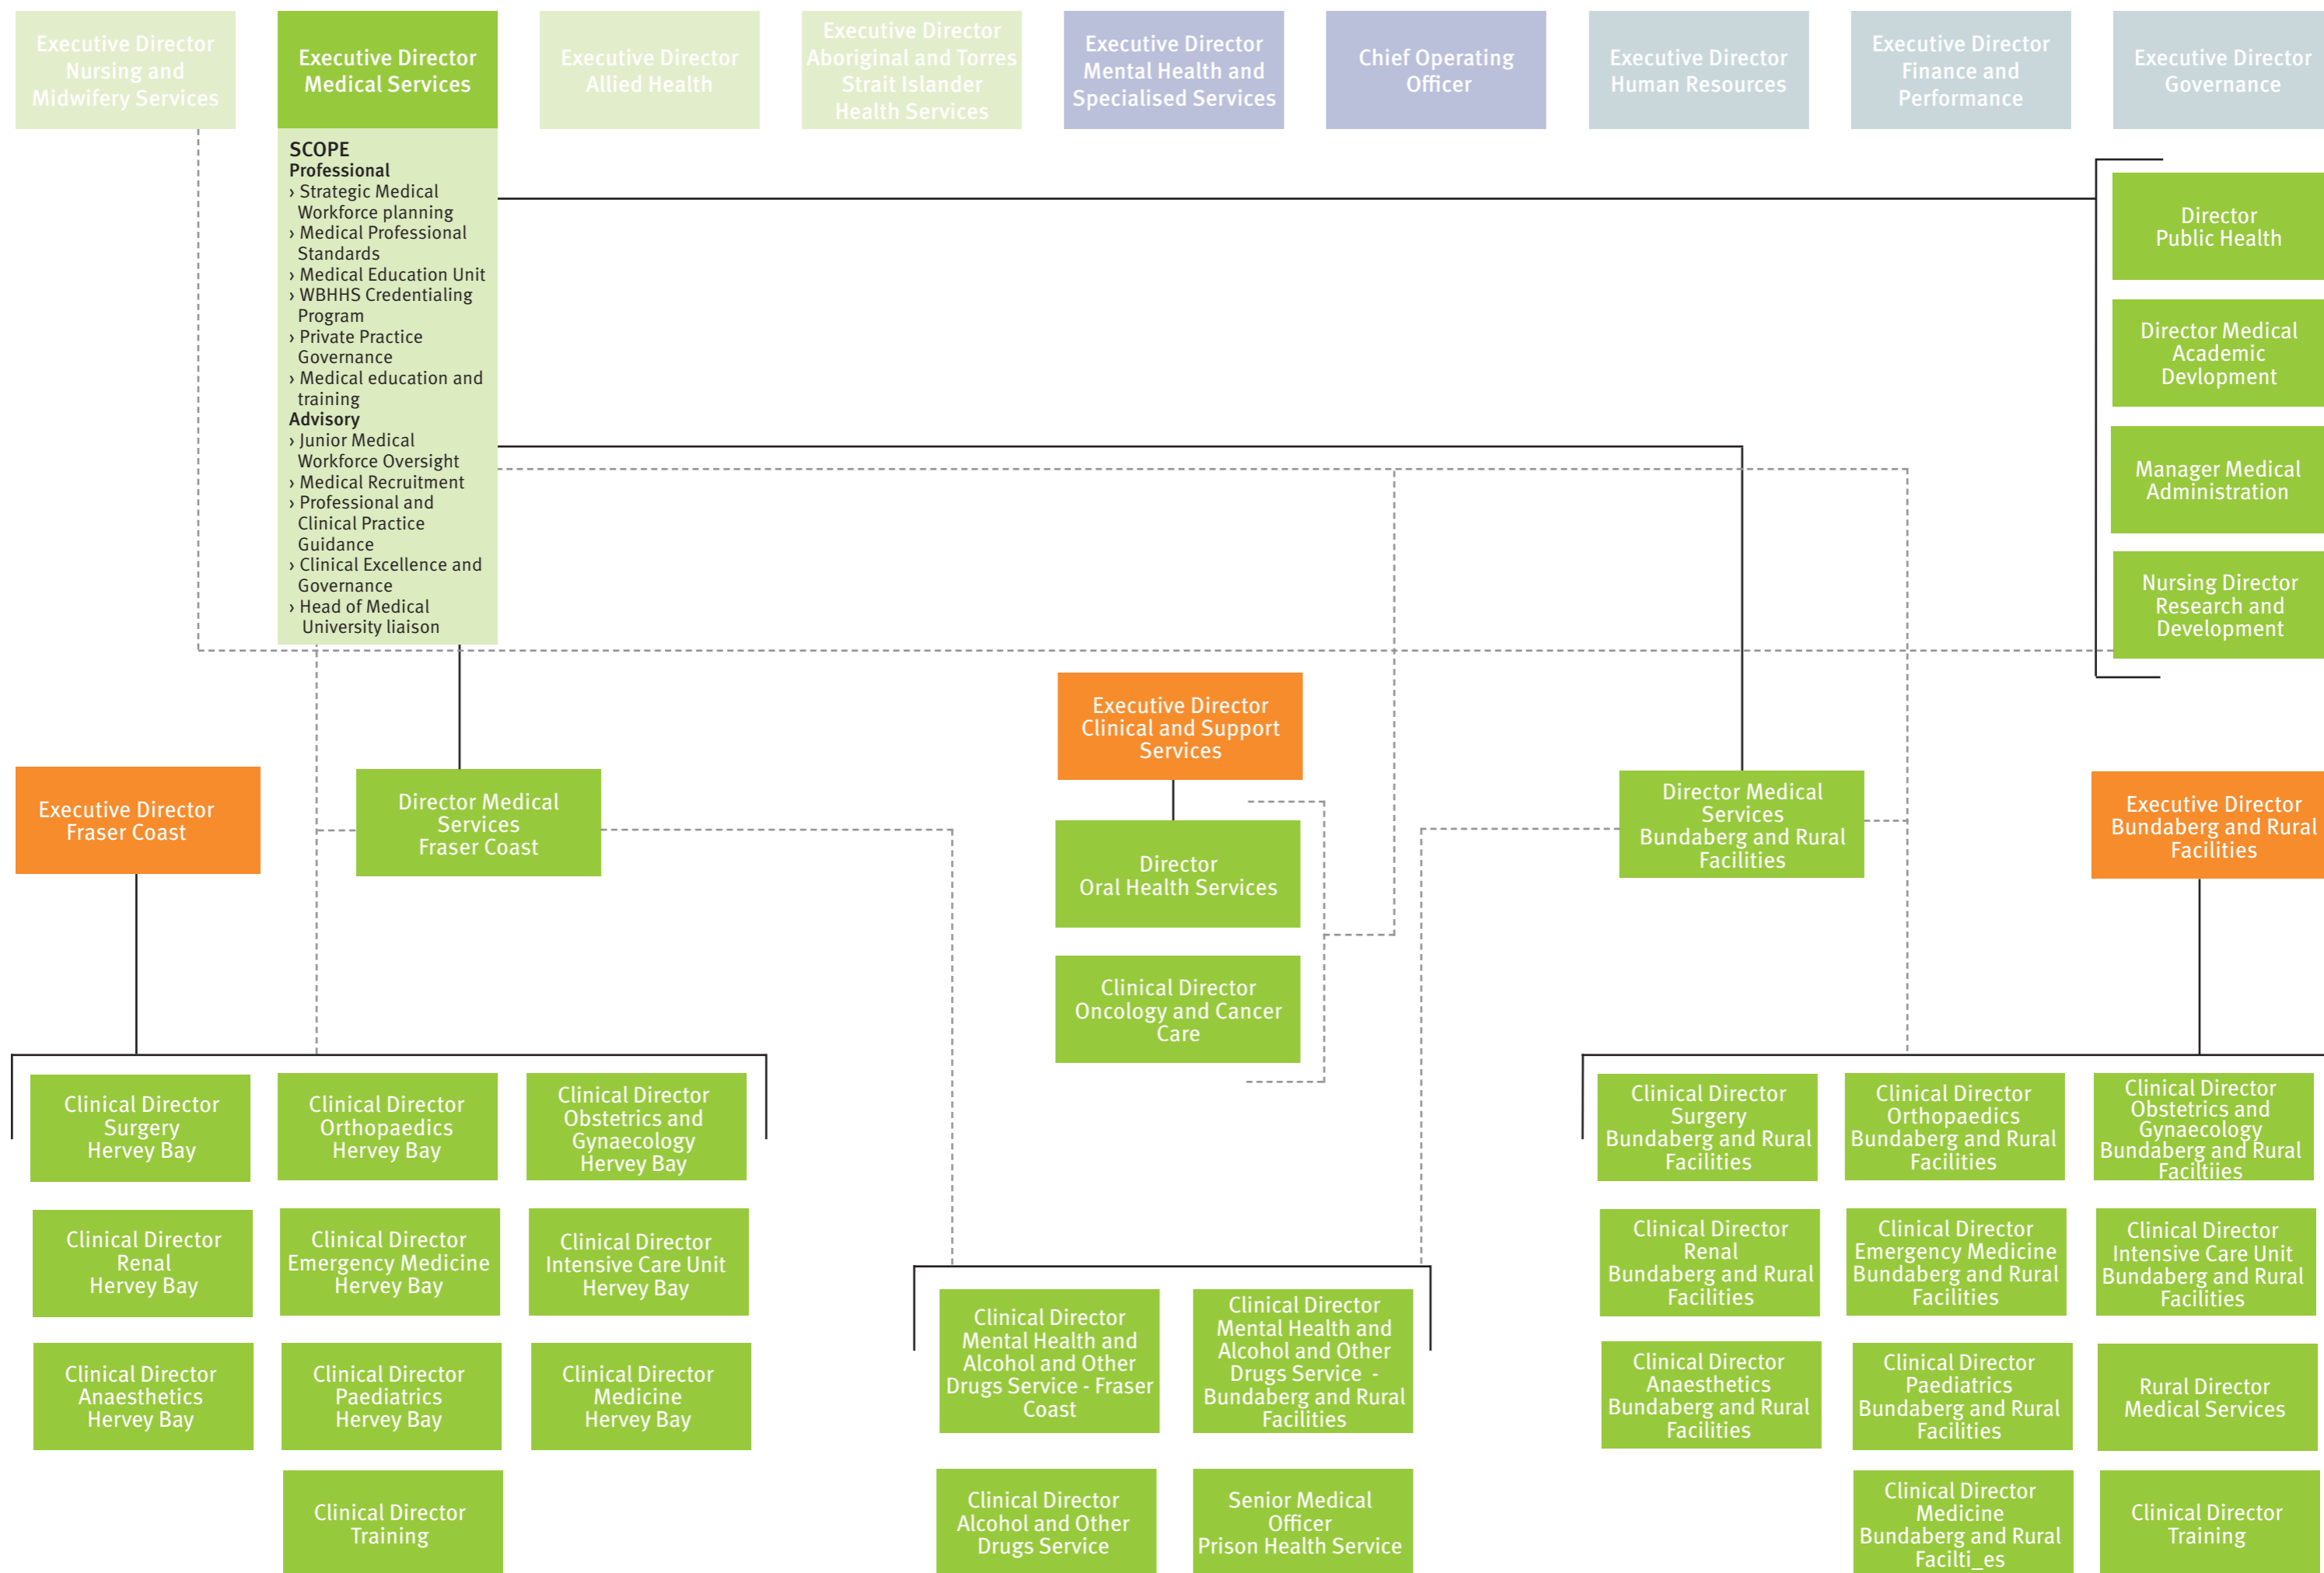 Executive Director
Nursing and
Midwifery Services
Executive Director
Medical Services
Executive Director
Allied Health
Executive Director
Aboriginal and Torres
Strait Islander
Health Services
Executive Director
Mental Health and
Specialised Services
Chief Operating
Officer
Executive Director
Human Resources
Executive Director
Finance and
Performance
Executive Director
Governance
SCOPE
Professional
› Strategic Medical
Workforce planning
› Medical Professional
Standards
› Medical Education Unit
› WBHHS Credentialing
Program
› Private Practice
Governance
› Medical education and
training
Advisory
› Junior Medical
Workforce Oversight
› Medical Recruitment
› Professional and
Clinical Practice
Guidance
› Clinical Excellence and
Governance
› Head of Medical
University liaison
Director
Public Health
Director Medical
Academic
Devlopment
Manager Medical
Administration
Nursing Director
Research and
Development
Executive Director
Fraser Coast
Director Medical
Services
Fraser Coast
Executive Director
Clinical and Support
Services
Director
Oral Health Services
Clinical Director
Oncology and Cancer
Care
Director Medical
Services
Bundaberg and Rural
Facilities
Executive Director
Bundaberg and Rural
Facilities
Clinical Director
Surgery
Hervey Bay
Clinical Director
Orthopaedics
Hervey Bay
Clinical Director
Obstetrics and
Gynaecology
Hervey Bay
Clinical Director
Renal
Hervey Bay
Clinical Director
Emergency Medicine
Hervey Bay
Clinical Director
Intensive Care Unit
Hervey Bay
Clinical Director
Anaesthetics
Hervey Bay
Clinical Director
Paediatrics
Hervey Bay
Clinical Director
Medicine
Hervey Bay
Clinical Director
Training
Clinical Director
Mental Health and
Alcohol and Other
Drugs Service - Fraser
Coast
Clinical Director
Mental Health and
Alcohol and Other
Drugs Service -
Bundaberg and Rural
Facilities
Clinical Director
Alcohol and Other
Drugs Service
Senior Medical
Officer
Prison Health Service
Clinical Director
Surgery
Bundaberg and Rural
Facilities
Clinical Director
Orthopaedics
Bundaberg and Rural
Facilities
Clinical Director
Obstetrics and
Gynaecology
Bundaberg and Rural
Faciltiies
Clinical Director
Renal
Bundaberg and Rural
Facilities
Clinical Director
Emergency Medicine
Bundaberg and Rural
Facilities
Clinical Director
Intensive Care Unit
Bundaberg and Rural
Facilities
Clinical Director
Anaesthetics
Bundaberg and Rural
Facilities
Clinical Director
Paediatrics
Bundaberg and Rural
Facilities
Rural Director
Medical Services
Clinical Director
Medicine
Bundaberg and Rural
Facilti_es
Clinical Director
Training